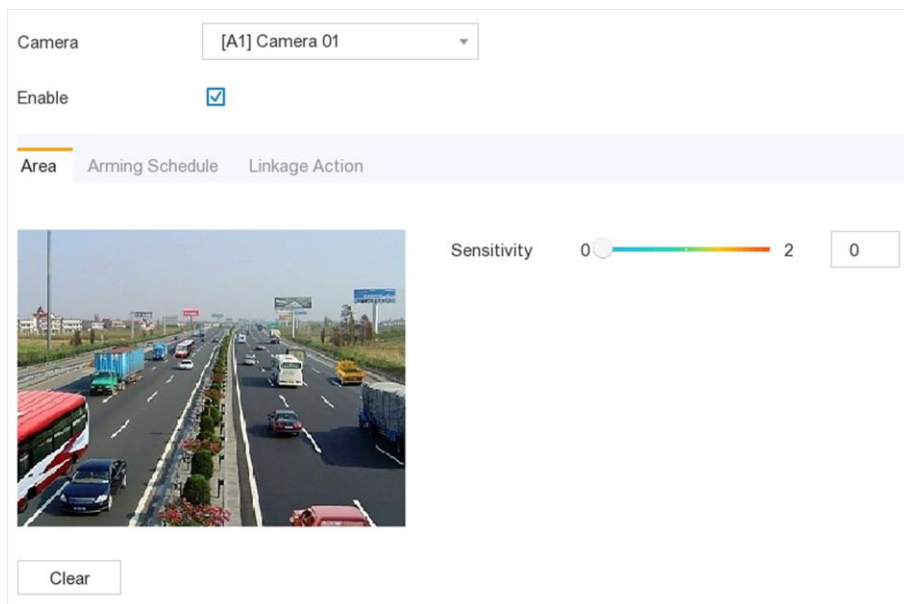 Camera
[A1] Camera 01
Enable
Area Arming Schedule Linkage Action
Sensitivity 0 2 0
Clear